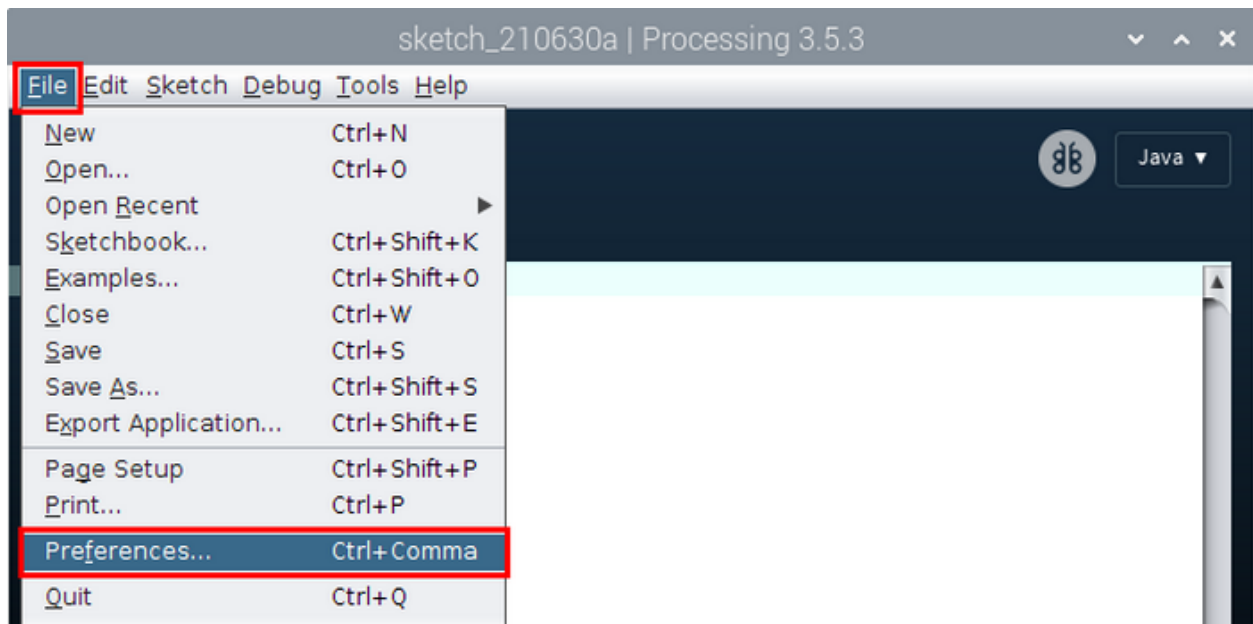 sketch_210630a | Processing 3.5.3
File Edit Sketch Debug Tools Help
New Ctrl+N
Open... Ctrl+O
Open Recent
Sketchbook... Ctrl+Shift+K
Examples... Ctrl+Shift+O
Close Ctrl+W
Save Ctrl+S
Save As... Ctrl+Shift+S
Export Application... Ctrl+Shift+E
Page Setup Ctrl+Shift+P
Print... Ctrl+P
Preferences... Ctrl+Comma
Quit Ctrl+Q
Java ▾